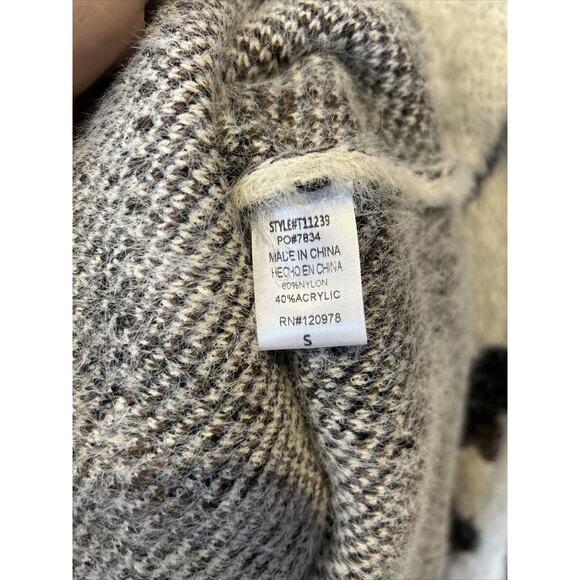 STYLE#T11239
PO#7834
MADE IN CHINA
HECHO EN CHINA
60%NYLON
40%ACRYLIC
RN#120978
S